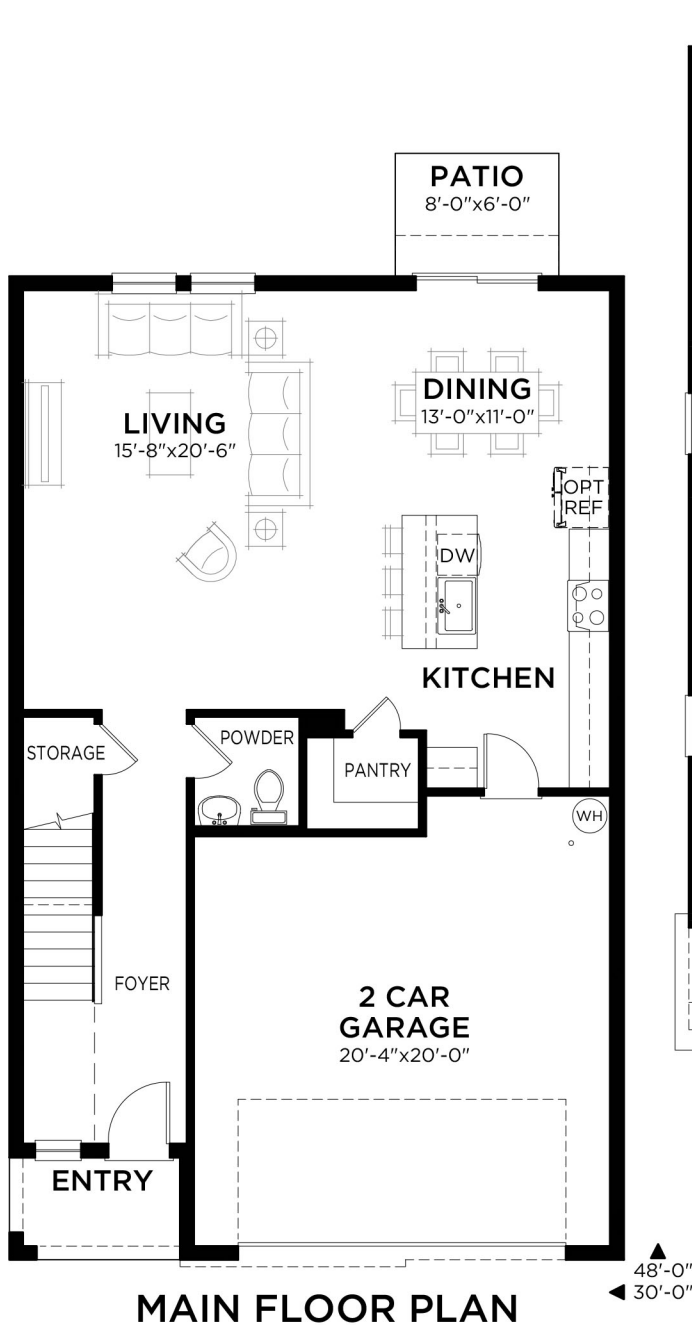 PATIO
8'-0"x6'-0"
DINING
13'-0"x11'-0"
LIVING
15'-8"x20'-6"
OPT
REF
DW
KITCHEN
STORAGE
POWDER
PANTRY
WH
FOYER
2 CAR
GARAGE
20'-4"x20'-0"
ENTRY
48'-0"
30'-0"
MAIN FLOOR PLAN